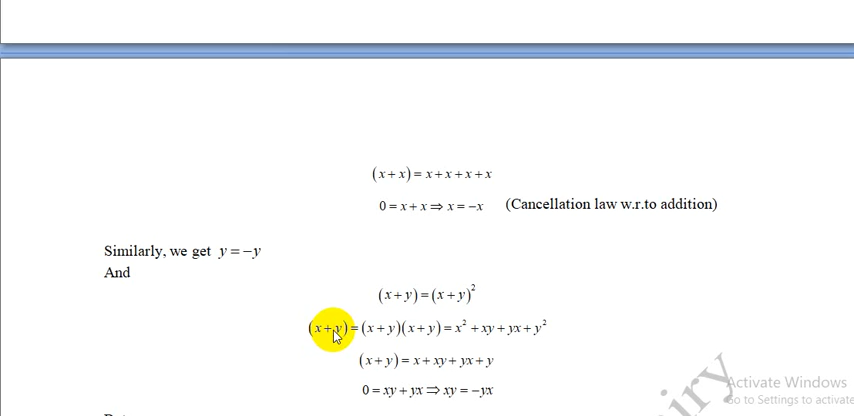 (x + x) = x + x + x + x
0 = x + x ⇒ x = −x (Cancellation law w.r.to addition)
Similarly, we get y = −y
And
(x + y) = (x + y)²
(x + y) = (x + y)(x + y) = x² + xy + yx + y²
(x + y) = x + xy + yx + y
0 = xy + yx ⇒ xy = −yx
Activate Windows
Go to Settings to activate